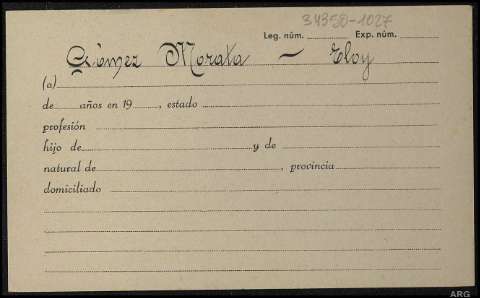 34350-1027
Leg. núm. Exp. núm.
Gómez Morata - Eloy
(a)
de años en 19 , estado
profesión
hijo de y de
natural de , provincia
domiciliado
ARG